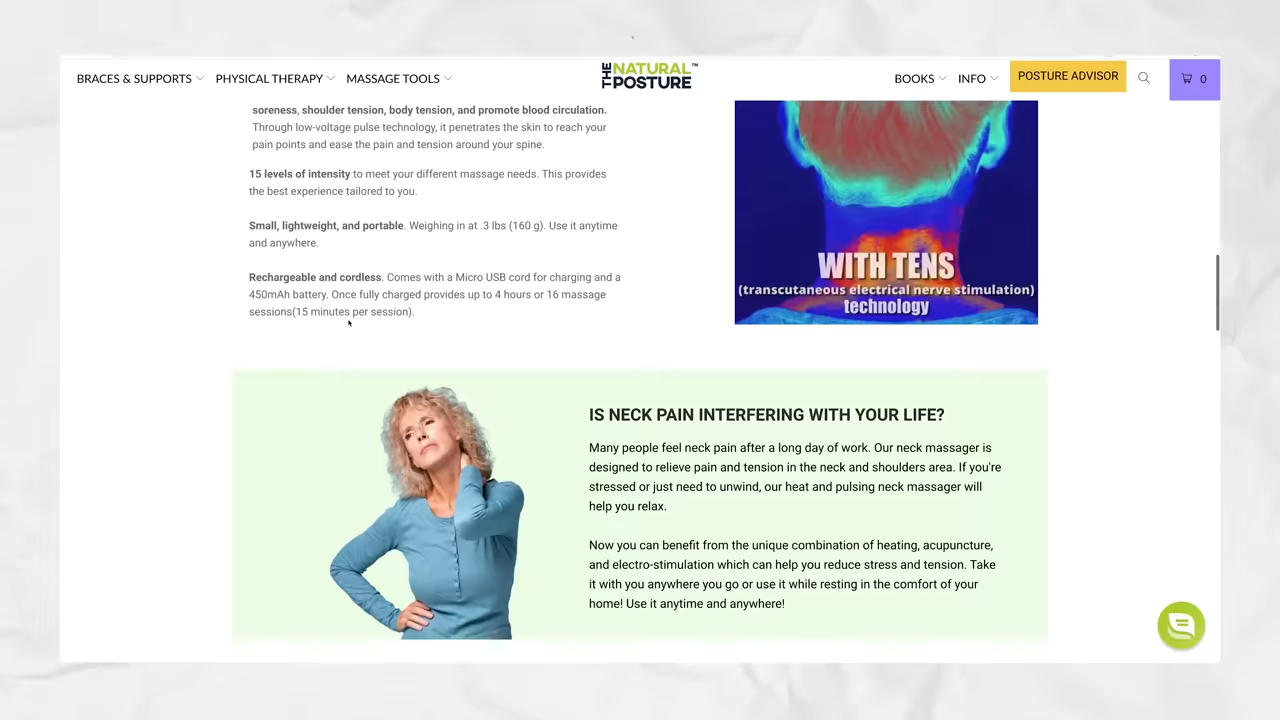 BRACES & SUPPORTS PHYSICAL THERAPY MASSAGE TOOLS THE NATURAL POSTURE™ BOOKS INFO POSTURE ADVISOR 0
soreness, shoulder tension, body tension, and promote blood circulation.
Through low-voltage pulse technology, it penetrates the skin to reach your
pain points and ease the pain and tension around your spine.
15 levels of intensity to meet your different massage needs. This provides
the best experience tailored to you.
Small, lightweight, and portable. Weighing in at .3 lbs (160 g). Use it anytime
and anywhere.
Rechargeable and cordless. Comes with a Micro USB cord for charging and a
450mAh battery. Once fully charged provides up to 4 hours or 16 massage
sessions(15 minutes per session).
WITH TENS
(transcutaneous electrical nerve stimulation)
technology
IS NECK PAIN INTERFERING WITH YOUR LIFE?
Many people feel neck pain after a long day of work. Our neck massager is
designed to relieve pain and tension in the neck and shoulders area. If you're
stressed or just need to unwind, our heat and pulsing neck massager will
help you relax.
Now you can benefit from the unique combination of heating, acupuncture,
and electro-stimulation which can help you reduce stress and tension. Take
it with you anywhere you go or use it while resting in the comfort of your
home! Use it anytime and anywhere!